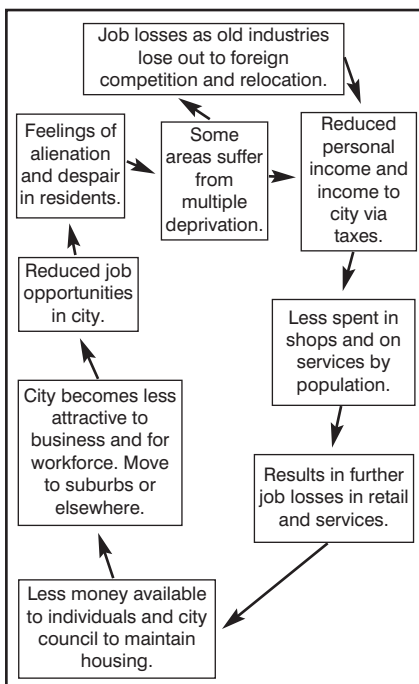 Job losses as old industries
lose out to foreign
competition and relocation.
Reduced
personal
income and
income to
city via
taxes.
Less spent in
shops and on
services by
population.
Results in further
job losses in retail
and services.
Less money available
to individuals and city
council to maintain
housing.
City becomes less
attractive to
business and for
workforce. Move
to suburbs or
elsewhere.
Reduced job
opportunities
in city.
Feelings of
alienation
and despair
in residents.
Some
areas suffer
from
multiple
deprivation.